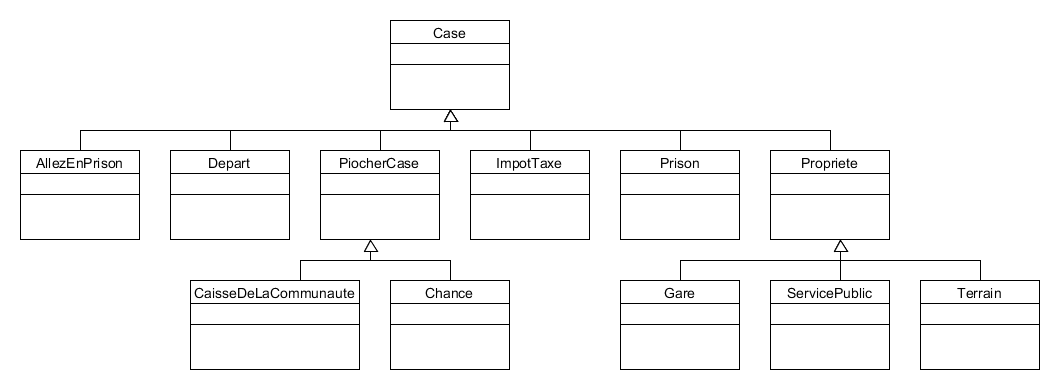 Case
AllezEnPrison
Depart
PiocherCase
ImpotTaxe
Prison
Propriete
CaisseDeLaCommunaute
Chance
Gare
ServicePublic
Terrain